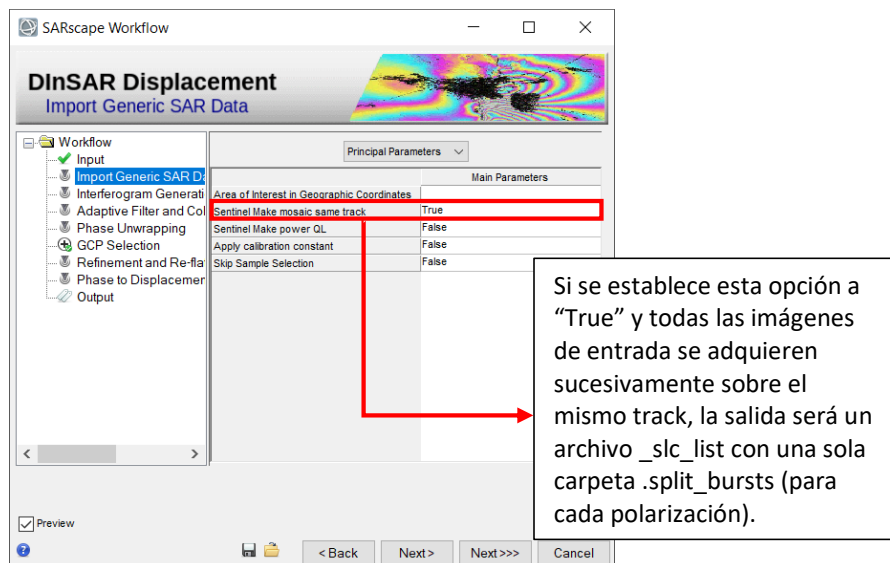 SARscape Workflow
DInSAR Displacement
Import Generic SAR Data
Workflow
Input
Import Generic SAR Da
Interferogram Generati
Adaptive Filter and Col
Phase Unwrapping
GCP Selection
Refinement and Re-fla
Phase to Displacemen
Output
Principal Parameters
Main Parameters
Area of Interest in Geographic Coordinates
Sentinel Make mosaic same track True
Sentinel Make power QL False
Apply calibration constant False
Skip Sample Selection False
Si se establece esta opción a
“True” y todas las imágenes
de entrada se adquieren
sucesivamente sobre el
mismo track, la salida será un
archivo _slc_list con una sola
carpeta .split_bursts (para
cada polarización).
Preview
< Back Next > Next >>> Cancel